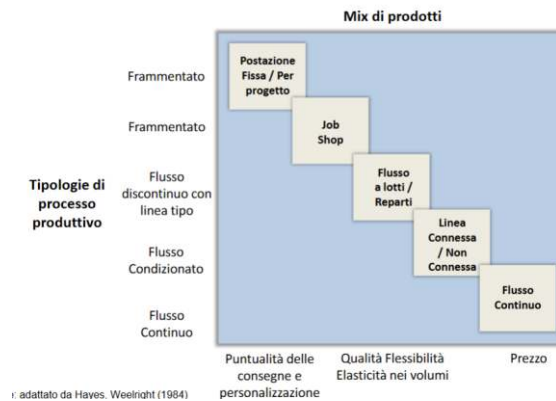 Mix di prodotti
Postazione
Fissa / Per
progetto
Frammentato
Job
Shop
Frammentato
Flusso
discontinuo con
linea tipo
Flusso
a lotti /
Reparti
Tipologie di
processo
produttivo
Linea
Connessa
/ Non
Connessa
Flusso
Condizionato
Flusso
Continuo
Flusso
Continuo
Puntualità delle
consegne e
personalizzazione
Qualità Flessibilità
Elasticità nei volumi
Prezzo
: adattato da Hayes. Weelright (1984)